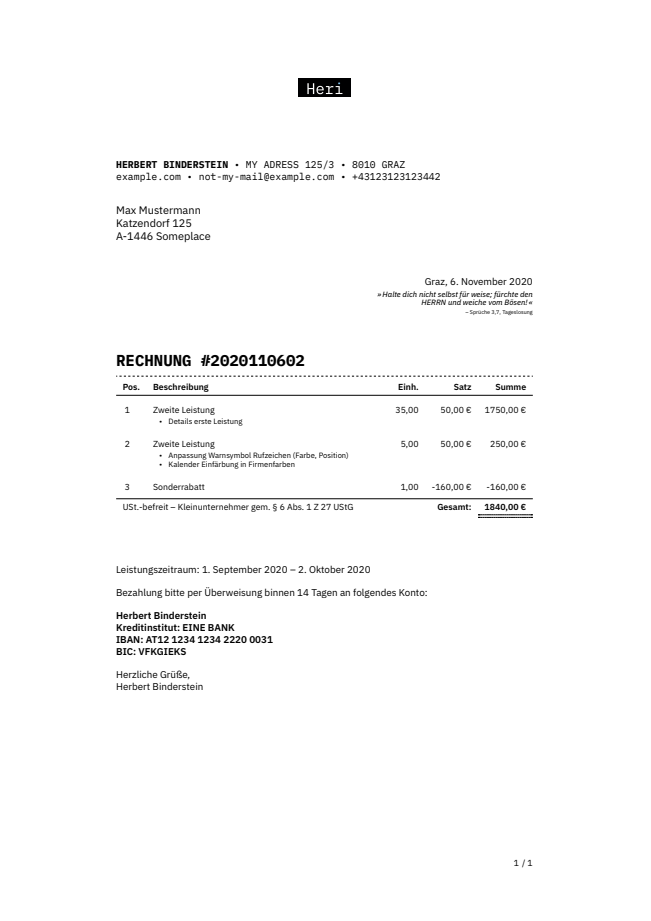 Heri
HERBERT BINDERSTEIN • MY ADRESS 125/3 • 8010 GRAZ
example.com • not-my-mail@example.com • +43123123123442
Max Mustermann
Katzendorf 125
A-1446 Someplace
Graz, 6. November 2020
»Halte dich nicht selbst für weise; fürchte den
HERRN und weiche vom Bösen!«
– Sprüche 3,7, Tageslosung
RECHNUNG #2020110602
Pos. Beschreibung Einh. Satz Summe
1 Zweite Leistung 35,00 50,00 € 1750,00 €
• Details erste Leistung
2 Zweite Leistung 5,00 50,00 € 250,00 €
• Anpassung Warnsymbol Rufzeichen (Farbe, Position)
• Kalender Einfärbung in Firmenfarben
3 Sonderrabatt 1,00 -160,00 € -160,00 €
USt.-befreit – Kleinunternehmer gem. § 6 Abs. 1 Z 27 UStG Gesamt: 1840,00 €
Leistungszeitraum: 1. September 2020 – 2. Oktober 2020
Bezahlung bitte per Überweisung binnen 14 Tagen an folgendes Konto:
Herbert Binderstein
Kreditinstitut: EINE BANK
IBAN: AT12 1234 1234 2220 0031
BIC: VFKGIEKS
Herzliche Grüße,
Herbert Binderstein
1 / 1